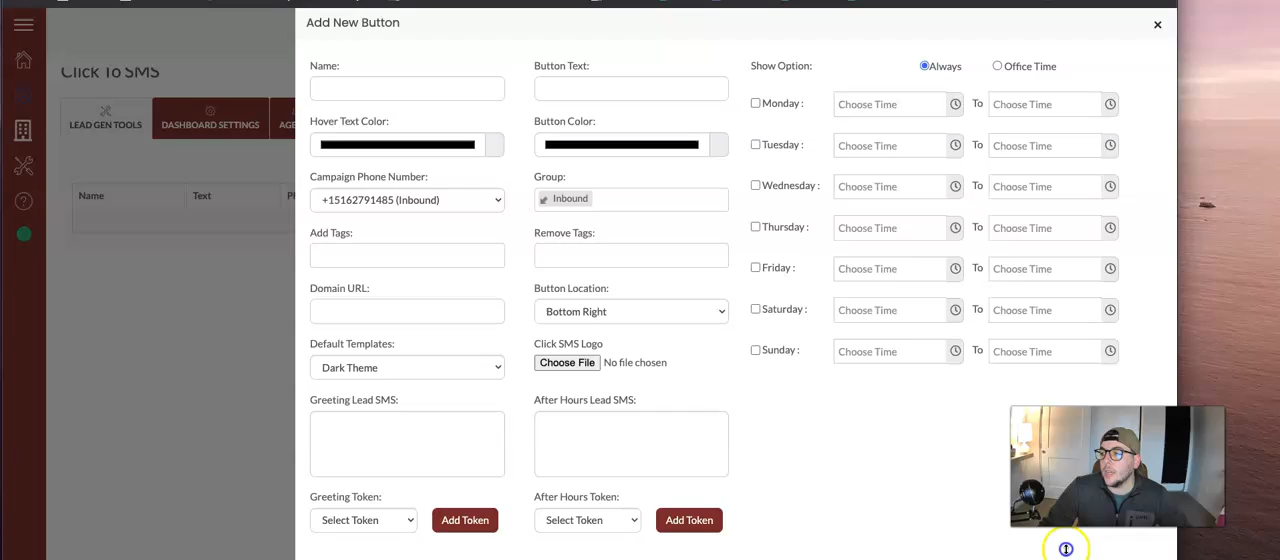 Add New Button
×
Click To SMS
LEAD GEN TOOLS
DASHBOARD SETTINGS
AGE
Name
Text
Name:
Button Text:
Hover Text Color:
Button Color:
Campaign Phone Number:
Group:
+15162791485 (Inbound)
Inbound
Add Tags:
Remove Tags:
Domain URL:
Button Location:
Bottom Right
Default Templates:
Click SMS Logo
Dark Theme
Choose File No file chosen
Greeting Lead SMS:
After Hours Lead SMS:
Greeting Token:
After Hours Token:
Select Token
Add Token
Select Token
Add Token
Show Option:
Always
Office Time
Monday : Choose Time To Choose Time
Tuesday : Choose Time To Choose Time
Wednesday : Choose Time To Choose Time
Thursday : Choose Time To Choose Time
Friday : Choose Time To Choose Time
Saturday : Choose Time To Choose Time
Sunday : Choose Time To Choose Time